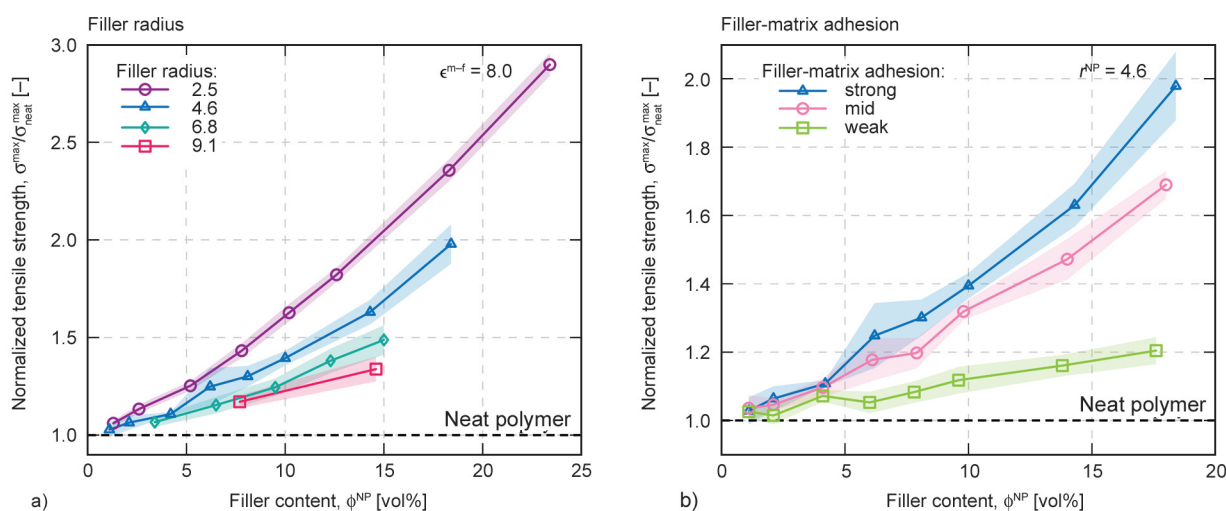 Filler radius
3.0
2.5
2.0
1.5
1.0
Normalized tensile strength, σᵐᵃˣ/σᵐᵃˣ neat [–]
Filler radius:
2.5
4.6
6.8
9.1
ϵᵐ⁻ᶠ = 8.0
Neat polymer
0 5 10 15 20 25
a) Filler content, ϕᴺᴾ [vol%]
Filler-matrix adhesion
2.0
1.8
1.6
1.4
1.2
1.0
Normalized tensile strength, σᵐᵃˣ/σᵐᵃˣ neat [–]
Filler-matrix adhesion:
strong
mid
weak
rᴺᴾ = 4.6
Neat polymer
0 5 10 15 20
b) Filler content, ϕᴺᴾ [vol%]